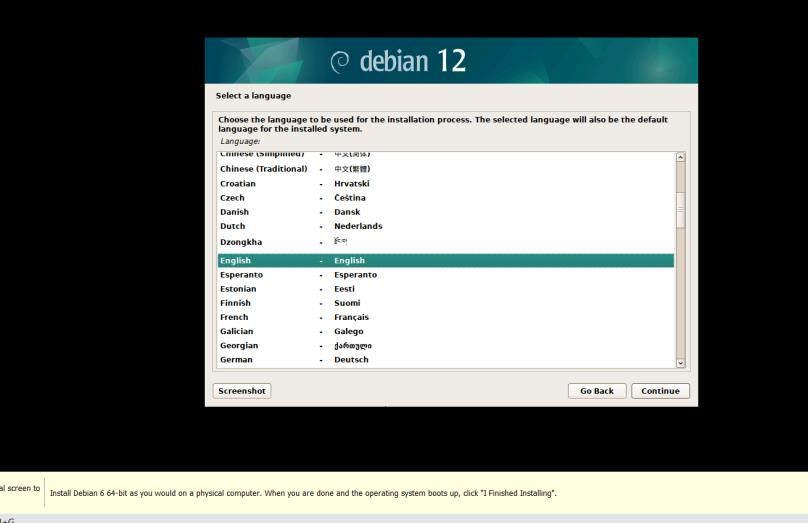 debian 12
Select a language
Choose the language to be used for the installation process. The selected language will also be the default
language for the installed system.
Language:
Chinese (Simplified) - 中文(简体)
Chinese (Traditional) - 中文(繁體)
Croatian - Hrvatski
Czech - Čeština
Danish - Dansk
Dutch - Nederlands
Dzongkha -
English - English
Esperanto - Esperanto
Estonian - Eesti
Finnish - Suomi
French - Français
Galician - Galego
Georgian - ქართული
German - Deutsch
Screenshot Go Back Continue
al screen to
Install Debian 6 64-bit as you would on a physical computer. When you are done and the operating system boots up, click "I Finished Installing".